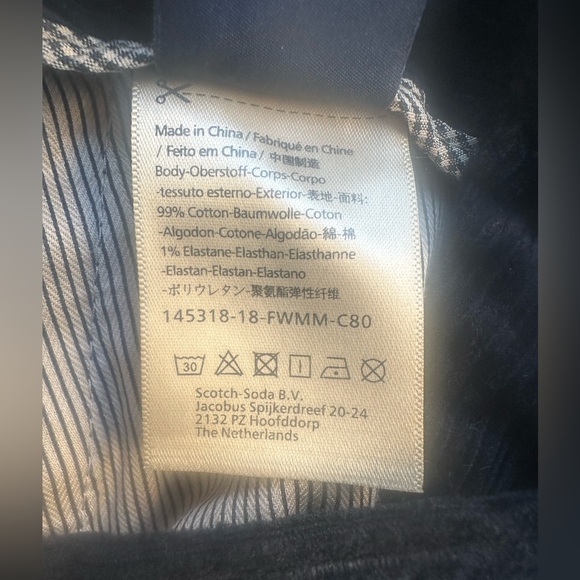 Made in China / Fabriqué en Chine
/ Feito em China / 中国制造
Body-Oberstoff-Corps-Corpo
-tessuto esterno-Exterior-表地-面料:
99% Cotton-Baumwolle-Coton
-Algodon-Cotone-Algodão-綿-棉
1% Elastane-Elasthan-Elasthanne
-Elastan-Elastan-Elastano
-ポリウレタン-聚氨酯弹性纤维
145318-18-FWMM-C80
30
Scotch-Soda B.V.
Jacobus Spijkerdreef 20-24
2132 PZ Hoofddorp
The Netherlands